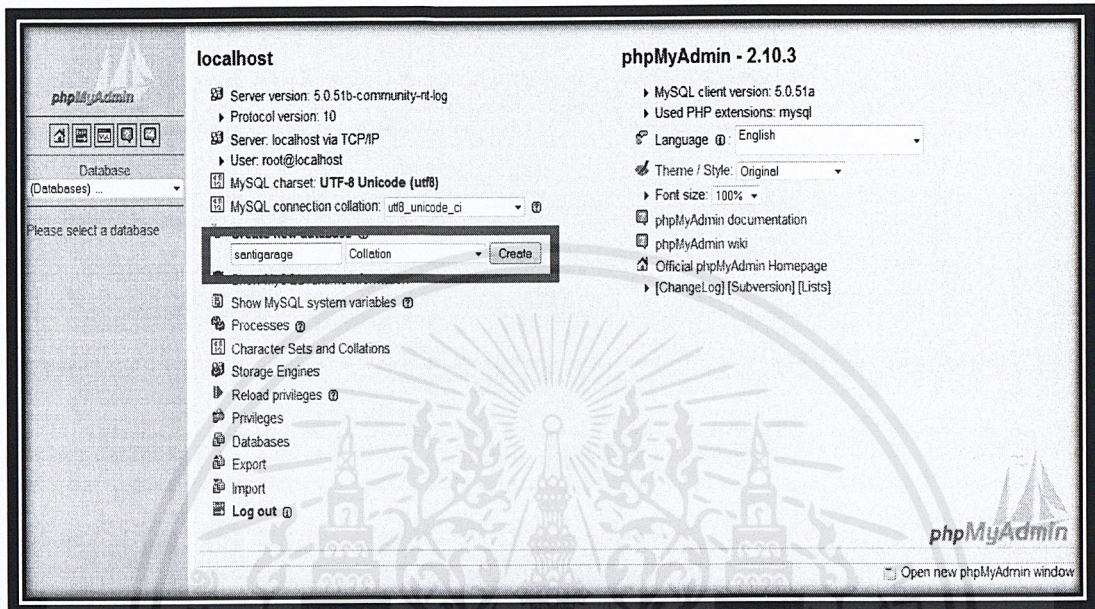 phpMyAdmin
Database
(Databases) ...
Please select a database
localhost
Server version: 5.0.51b-community-nt-log
Protocol version: 10
Server: localhost via TCP/IP
User: root@localhost
MySQL charset: UTF-8 Unicode (utf8)
MySQL connection collation: utf8_unicode_ci
Create new database
santigarage Collation Create
Show MySQL
Show MySQL system variables
Processes
Character Sets and Collations
Storage Engines
Reload privileges
Privileges
Databases
Export
Import
Log out
phpMyAdmin - 2.10.3
MySQL client version: 5.0.51a
Used PHP extensions: mysql
Language : English
Theme / Style: Original
Font size: 100%
phpMyAdmin documentation
phpMyAdmin wiki
Official phpMyAdmin Homepage
[ChangeLog] [Subversion] [Lists]
phpMyAdmin
Open new phpMyAdmin window